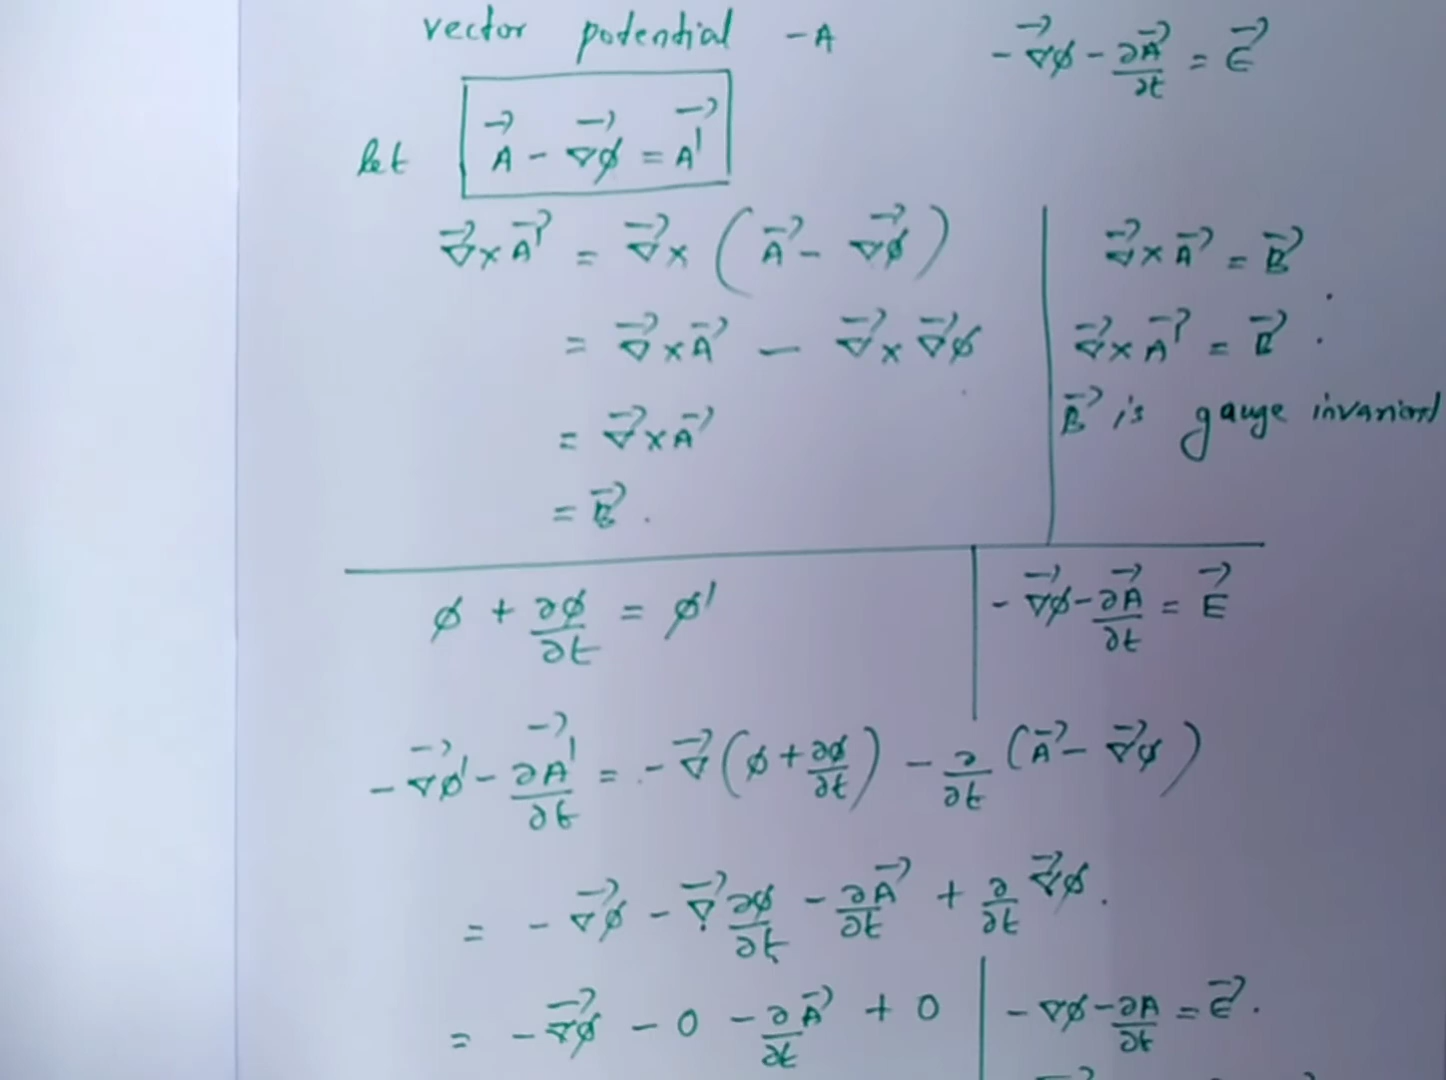 vector potential - A
-∇⃗φ - ∂A⃗/∂t = E⃗
let A⃗ - ∇⃗φ = A⃗'
∇⃗×A⃗' = ∇⃗×(A⃗ - ∇⃗φ)
= ∇⃗×A⃗ - ∇⃗×∇⃗φ
= ∇⃗×A⃗
= B⃗.
∇⃗×A⃗ = B⃗
∇⃗×A⃗' = B⃗.
B⃗ is gauge invariant
φ + ∂φ/∂t = φ'
-∇⃗φ - ∂A⃗/∂t = E⃗
-∇⃗φ' - ∂A⃗'/∂t = -∇⃗(φ + ∂φ/∂t) - ∂/∂t (A⃗ - ∇⃗φ)
= -∇⃗φ - ∇⃗ ∂φ/∂t - ∂A⃗/∂t + ∂/∂t ∇⃗φ.
= -∇⃗φ - 0 - ∂A⃗/∂t + 0
-∇φ - ∂A/∂t = E⃗.